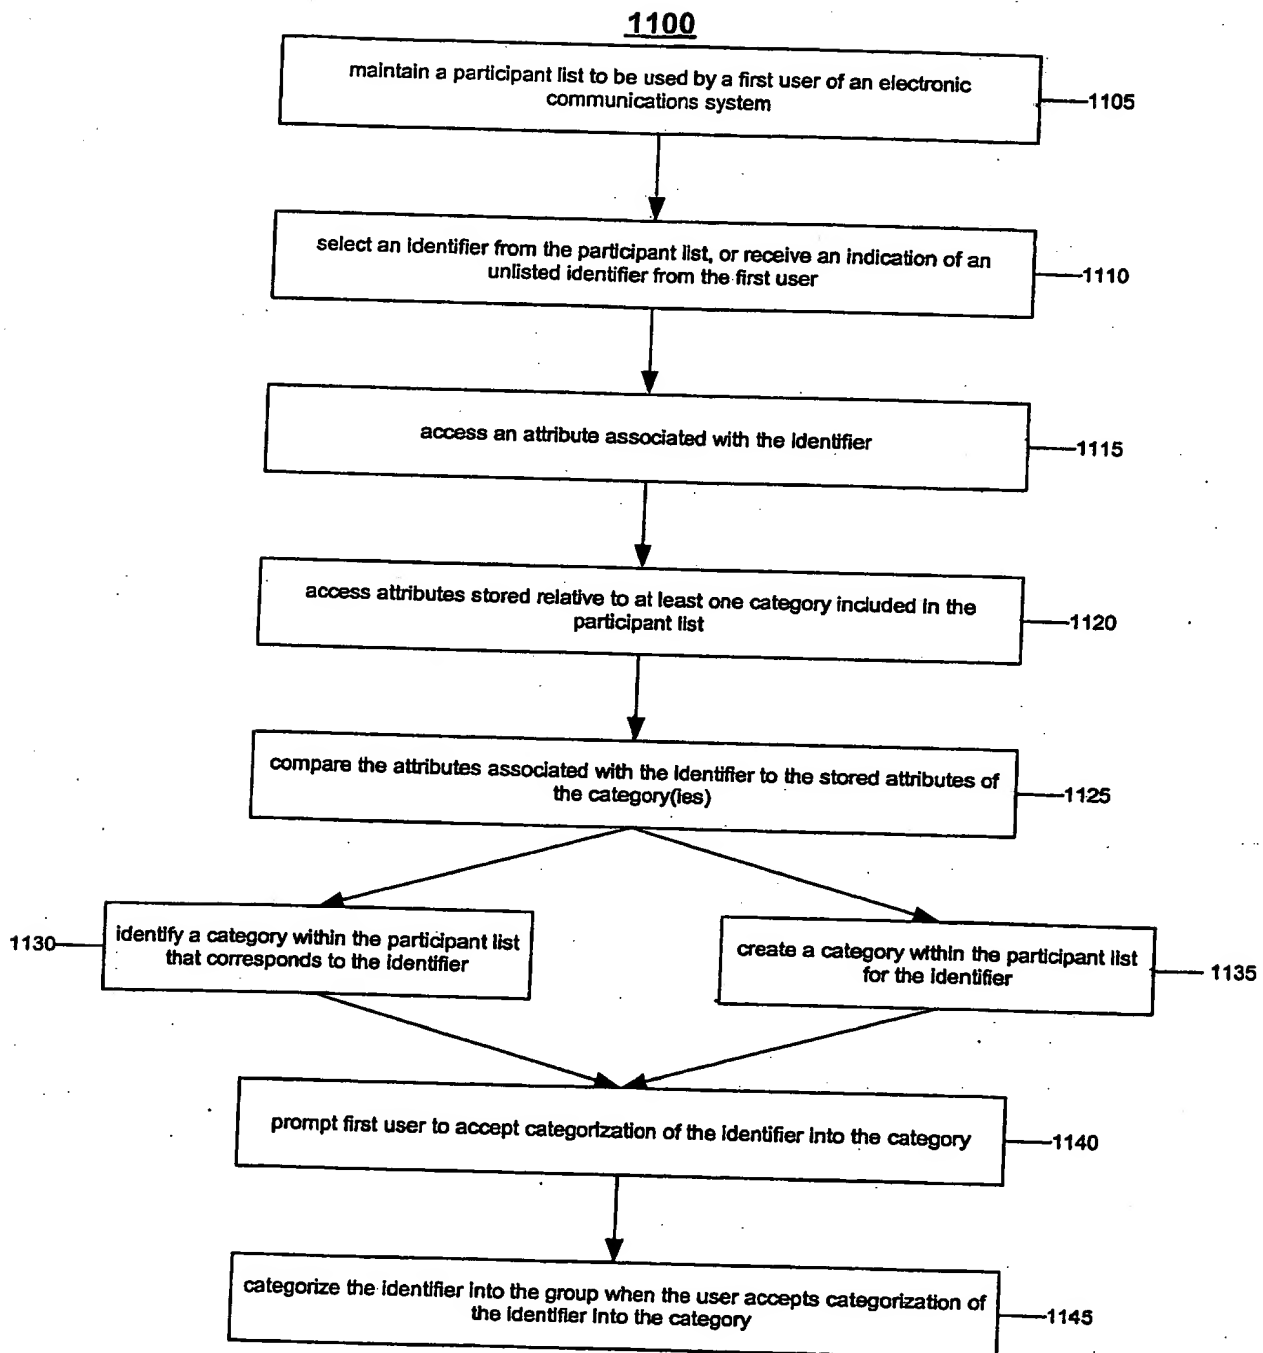 1100
maintain a participant list to be used by a first user of an electronic
communications system
1105
select an identifier from the participant list, or receive an indication of an
unlisted identifier from the first user
1110
access an attribute associated with the identifier
1115
access attributes stored relative to at least one category included in the
participant list
1120
compare the attributes associated with the identifier to the stored attributes of
the category(ies)
1125
1130
identify a category within the participant list
that corresponds to the identifier
create a category within the participant list
for the identifier
1135
prompt first user to accept categorization of the identifier into the category
1140
categorize the identifier into the group when the user accepts categorization of
the identifier into the category
1145